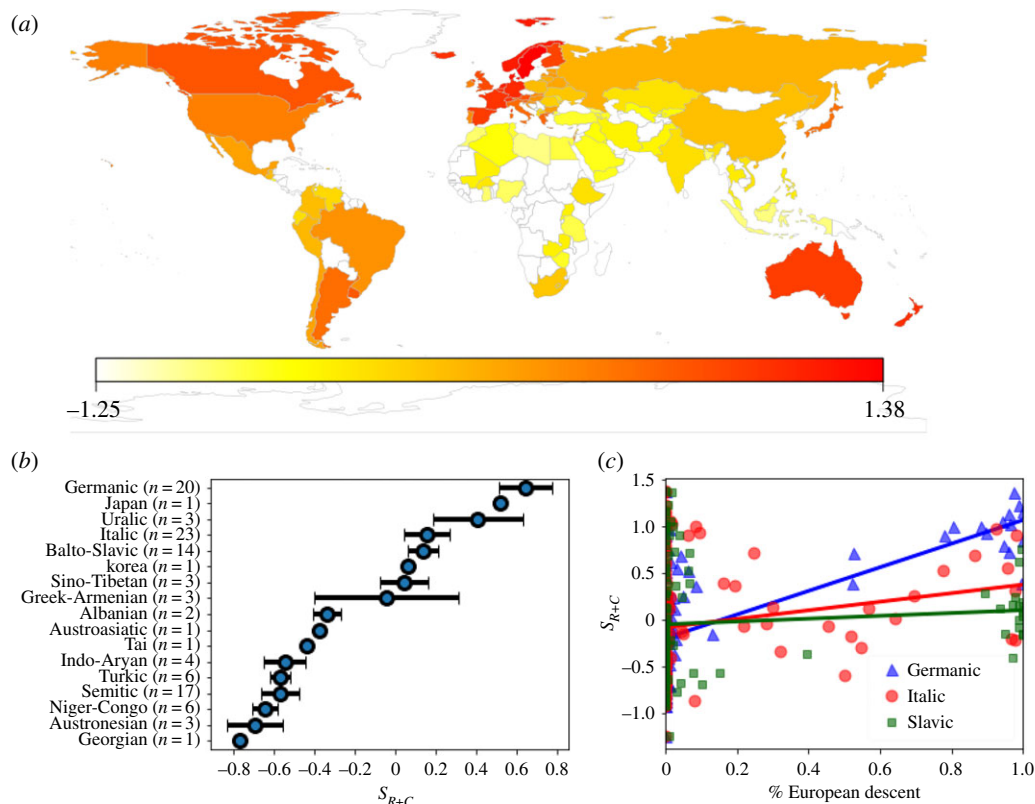 (a)
–1.25
1.38
(b)
Germanic (n = 20)
Japan (n = 1)
Uralic (n = 3)
Italic (n = 23)
Balto-Slavic (n = 14)
korea (n = 1)
Sino-Tibetan (n = 3)
Greek-Armenian (n = 3)
Albanian (n = 2)
Austroasiatic (n = 1)
Tai (n = 1)
Indo-Aryan (n = 4)
Turkic (n = 6)
Semitic (n = 17)
Niger-Congo (n = 6)
Austronesian (n = 3)
Georgian (n = 1)
–0.8 –0.6 –0.4 –0.2 0 0.2 0.4 0.6 0.8
S_{R+C}
(c)
1.5
1.0
0.5
0
–0.5
–1.0
S_{R+C}
Germanic
Italic
Slavic
0 0.2 0.4 0.6 0.8 1.0
% European descent